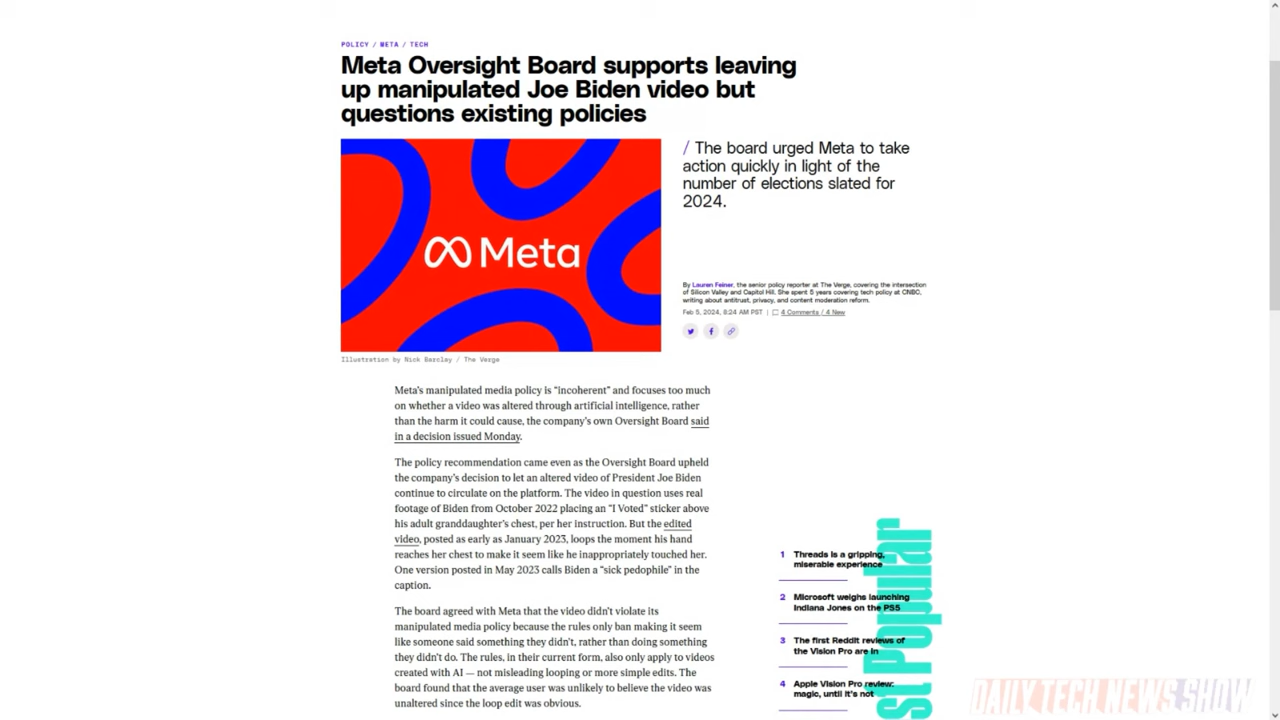 POLICY / META / TECH
Meta Oversight Board supports leaving
up manipulated Joe Biden video but
questions existing policies
Meta
/ The board urged Meta to take
action quickly in light of the
number of elections slated for
2024.
By Lauren Feiner, the senior policy reporter at The Verge, covering the intersection
of Silicon Valley and Capitol Hill. She spent 5 years covering tech policy at CNBC,
writing about antitrust, privacy, and content moderation reform.
Feb 5, 2024, 8:24 AM PST | 4 Comments / 4 New
Illustration by Nick Barclay / The Verge
Meta's manipulated media policy is “incoherent” and focuses too much
on whether a video was altered through artificial intelligence, rather
than the harm it could cause, the company's own Oversight Board said
in a decision issued Monday.
The policy recommendation came even as the Oversight Board upheld
the company's decision to let an altered video of President Joe Biden
continue to circulate on the platform. The video in question uses real
footage of Biden from October 2022 placing an “I Voted” sticker above
his adult granddaughter's chest, per her instruction. But the edited
video, posted as early as January 2023, loops the moment his hand
reaches her chest to make it seem like he inappropriately touched her.
One version posted in May 2023 calls Biden a “sick pedophile” in the
caption.
The board agreed with Meta that the video didn't violate its
manipulated media policy because the rules only ban making it seem
like someone said something they didn't, rather than doing something
they didn't do. The rules, in their current form, also only apply to videos
created with AI — not misleading looping or more simple edits. The
board found that the average user was unlikely to believe the video was
unaltered since the loop edit was obvious.
st Popular
1 Threads is a gripping,
miserable experience
2 Microsoft weighs launching
Indiana Jones on the PS5
3 The first Reddit reviews of
the Vision Pro are in
4 Apple Vision Pro review:
magic, until it's not
DAILY TECH NEWS SHOW